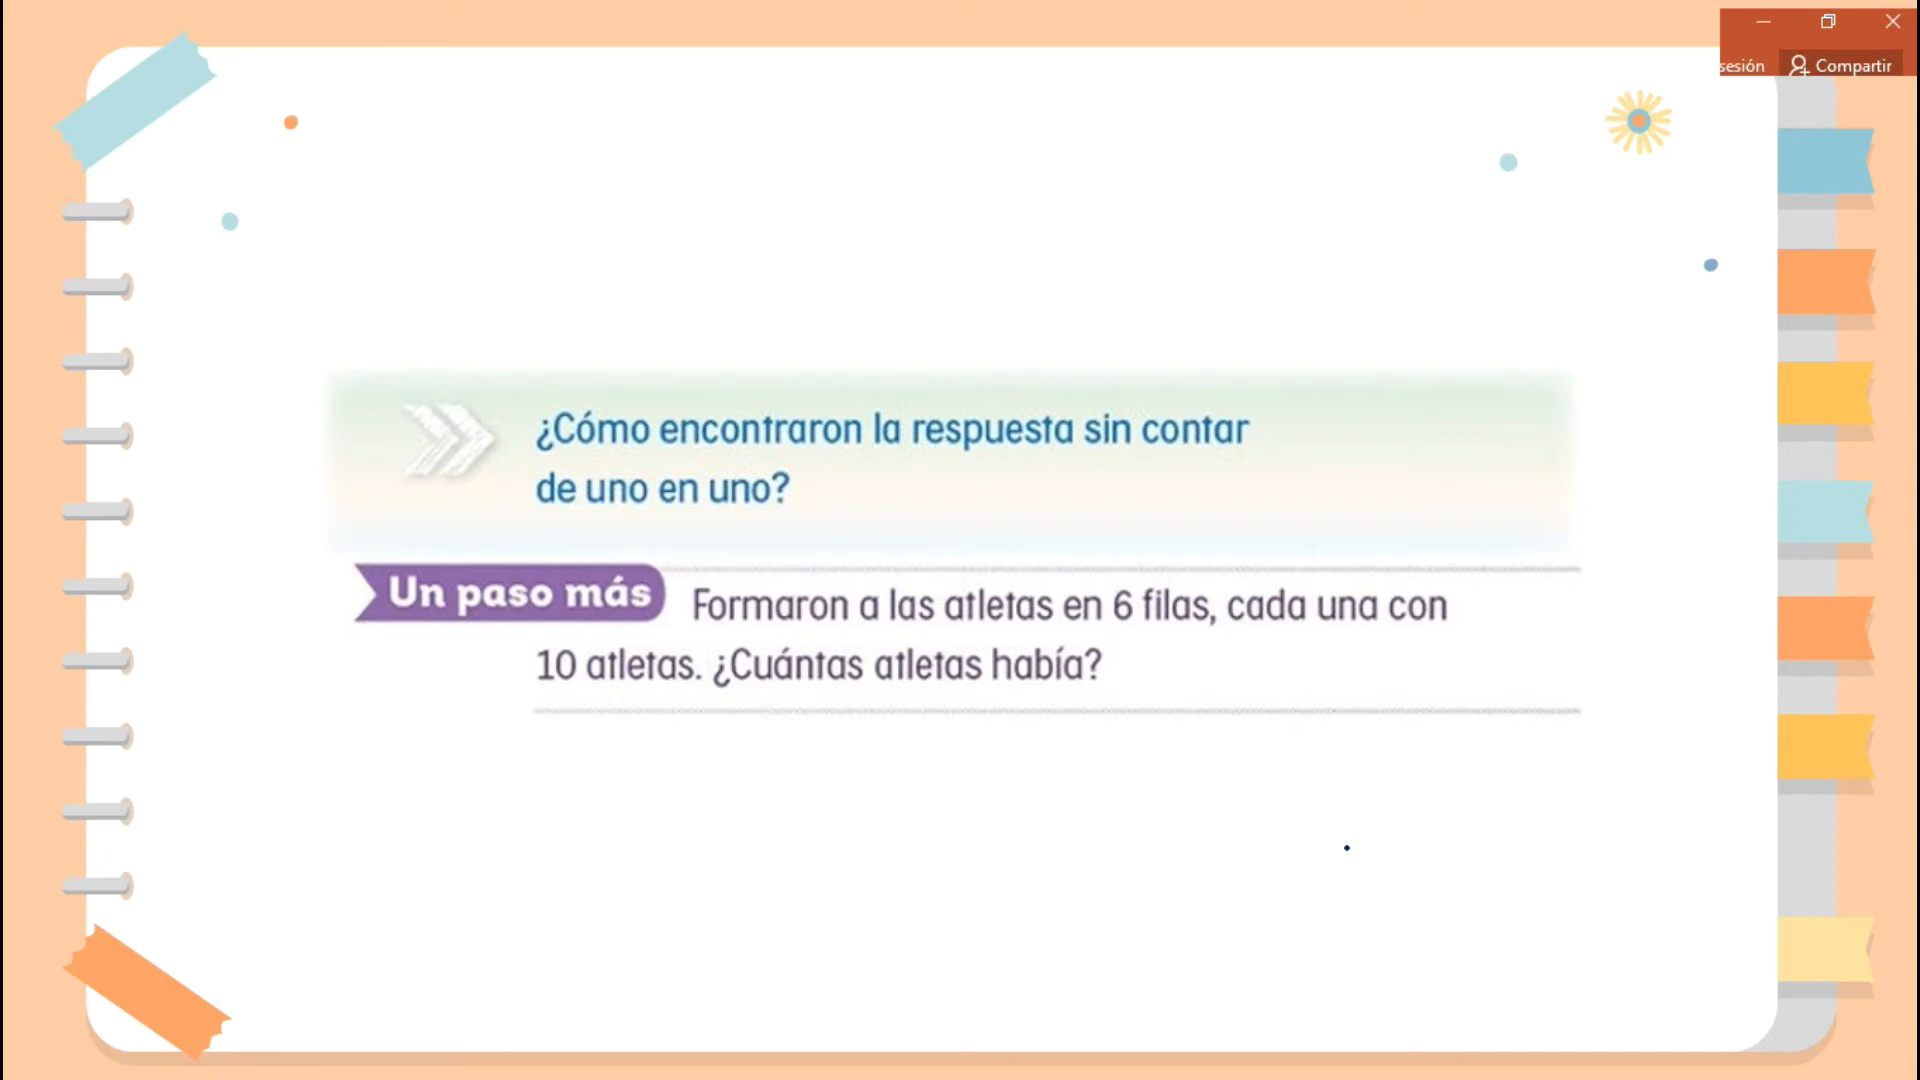 sesión Compartir
¿Cómo encontraron la respuesta sin contar
de uno en uno?
Un paso más Formaron a las atletas en 6 filas, cada una con
10 atletas. ¿Cuántas atletas había?